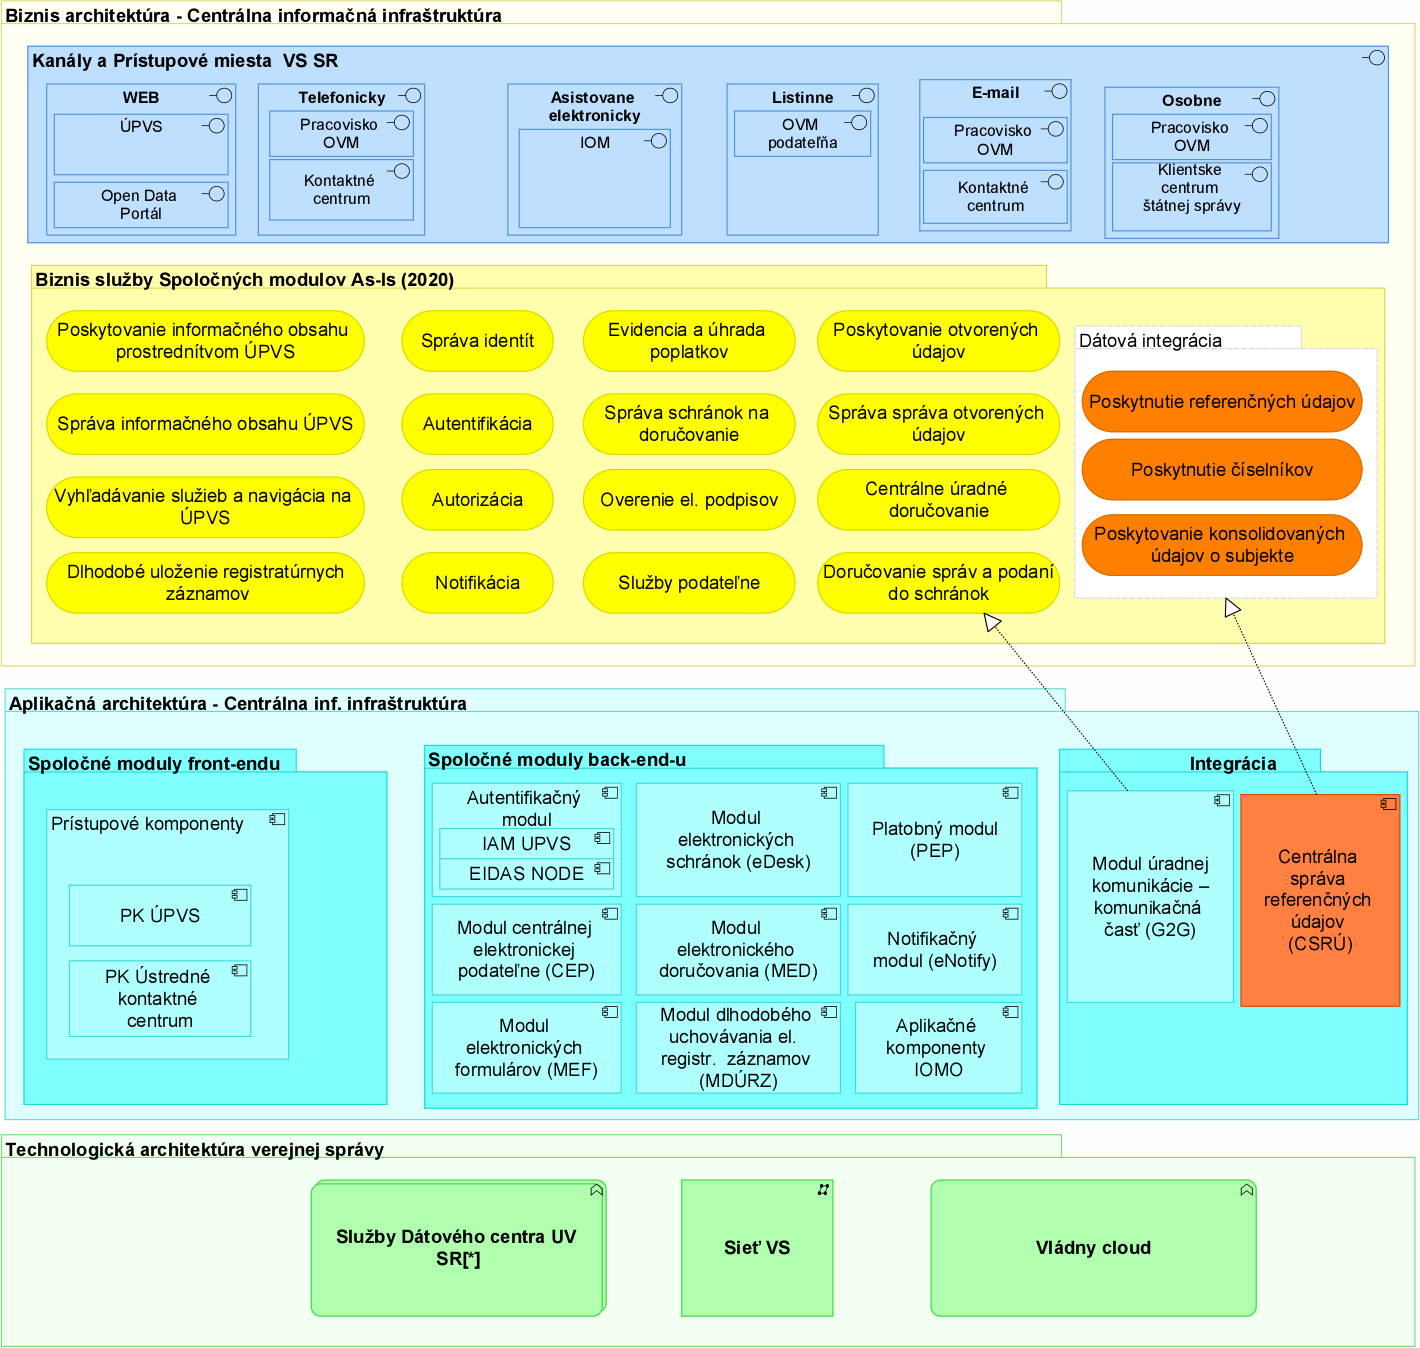 Biznis architektúra - Centrálna informačná infraštruktúra
Kanály a Prístupové miesta  VS SR
WEB
ÚPVS
Open Data
Portál
Telefonicky
Pracovisko
OVM
Kontaktné
centrum
Asistovane
elektronicky
IOM
Listinne
OVM
podateľňa
E-mail
Pracovisko
OVM
Kontaktné
centrum
Osobne
Pracovisko
OVM
Klientske
centrum
štátnej správy
Biznis služby Spoločných modulov As-Is (2020)
Poskytovanie informačného obsahu
prostrednítvom ÚPVS
Správa identít
Evidencia a úhrada
poplatkov
Poskytovanie otvorených
údajov
Správa informačného obsahu ÚPVS
Autentifikácia
Správa schránok na
doručovanie
Správa správa otvorených
údajov
Vyhľadávanie služieb a navigácia na
ÚPVS
Autorizácia
Overenie el. podpisov
Centrálne úradné
doručovanie
Dlhodobé uloženie registratúrnych
záznamov
Notifikácia
Služby podateľne
Doručovanie správ a podaní
do schránok
Dátová integrácia
Poskytnutie referenčných údajov
Poskytnutie číselníkov
Poskytovanie konsolidovaných
údajov o subjekte
Aplikačná architektúra - Centrálna inf. infraštruktúra
Spoločné moduly front-endu
Prístupové komponenty
PK ÚPVS
PK Ústredné
kontaktné
centrum
Spoločné moduly back-end-u
Autentifikačný
modul
IAM UPVS
EIDAS NODE
Modul
elektronických
schránok (eDesk)
Platobný modul
(PEP)
Modul centrálnej
elektronickej
podateľne (CEP)
Modul
elektronického
doručovania (MED)
Notifikačný
modul (eNotify)
Modul
elektronických
formulárov (MEF)
Modul dlhodobého
uchovávania el.
registr.  záznamov
(MDÚRZ)
Aplikačné
komponenty
IOMO
Integrácia
Modul úradnej
komunikácie –
komunikačná
časť (G2G)
Centrálna
správa
referenčných
údajov
(CSRÚ)
Technologická architektúra verejnej správy
Služby Dátového centra UV
SR[*]
Sieť VS
Vládny cloud